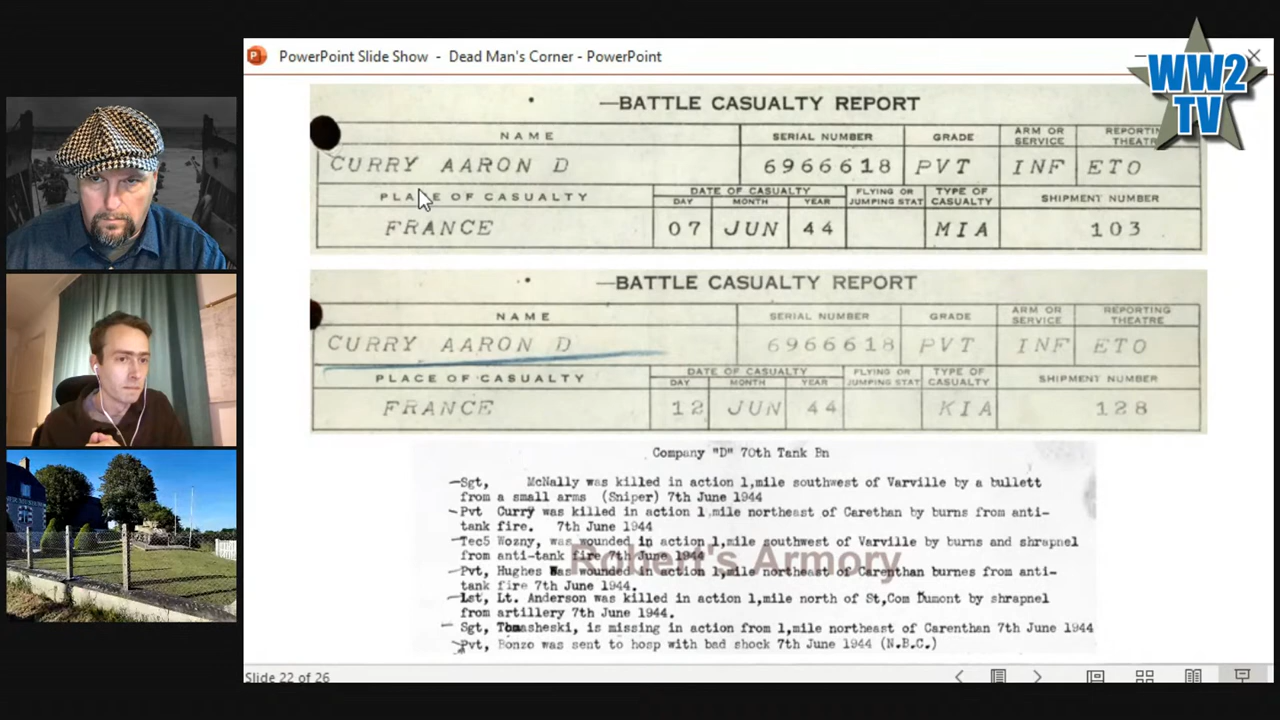 PowerPoint Slide Show - Dead Man's Corner - PowerPoint
WW2
TV
—BATTLE CASUALTY REPORT
NAME SERIAL NUMBER GRADE ARM OR SERVICE REPORTING THEATRE
CURRY AARON D 6966618 PVT INF ETO
PLACE OF CASUALTY DATE OF CASUALTY DAY MONTH YEAR FLYING OR JUMPING STAT TYPE OF CASUALTY SHIPMENT NUMBER
FRANCE 07 JUN 44 MIA 103
—BATTLE CASUALTY REPORT
NAME SERIAL NUMBER GRADE ARM OR SERVICE REPORTING THEATRE
CURRY AARON D 6966618 PVT INF ETO
PLACE OF CASUALTY DATE OF CASUALTY DAY MONTH YEAR FLYING OR JUMPING STAT TYPE OF CASUALTY SHIPMENT NUMBER
FRANCE 12 JUN 44 KIA 128
Company "D" 70th Tank Bn
—Sgt, McNally was killed in action 1,mile southwest of Varville by a bullett
from a small arms (Sniper) 7th June 1944
—Pvt Curry was killed in action 1,mile northeast of Carethan by burns from anti-
tank fire. 7th June 1944
—Tec5 Wozny, was wounded in action 1,mile southwest of Varville by burns and shrapnel
from anti-tank fire 7th June 1944
—Pvt, Hughes Was wounded in action 1,mile northeast of Carenthan burnes from anti-
tank fire 7th June 1944.
—Lst, Lt. Anderson was killed in action 1,mile north of St,Com Dumont by shrapnel
from artillery 7th June 1944.
— Sgt, Tomasheski, is missing in action from 1,mile northeast of Carenthan 7th June 1944
—Pvt, Bonzo was sent to hosp with bad shock 7th June 1944 (N.B.C.)
Robert's Armory
Slide 22 of 26